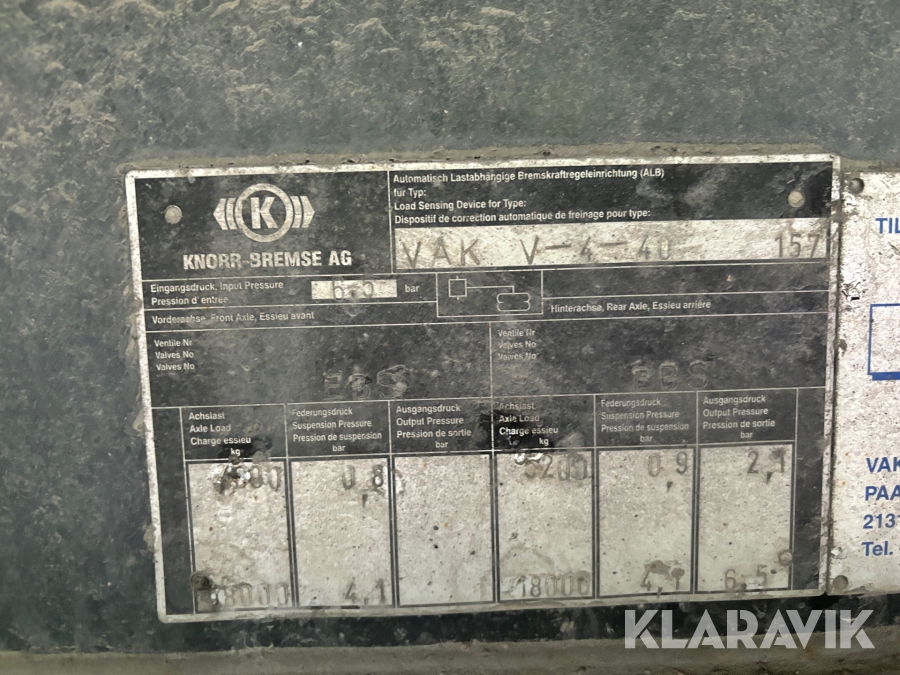 K
KNORR-BREMSE AG
Automatisch Lastabhängige Bremskraftregeleinrichtung (ALB)
für Typ:
Load Sensing Device for Type:
Dispositif de correction automatique de freinage pour type:
VAK V-4-40 157
Eingangsdruck, Input Pressure
Pression d' entrée
bar
Vorderachse, Front Axle, Essieu avant
Hinterachse, Rear Axle, Essieu arrière
Ventile Nr
Valves No
Valves No
EBS
Ventile Nr
Valves No
Valves No
EBS
Achslast
Axle Load
Charge essieu
kg
Federungsdruck
Suspension Pressure
Pression de suspension
bar
Ausgangsdruck
Output Pressure
Pression de sortie
bar
Achslast
Axle Load
Charge essieu
kg
Federungsdruck
Suspension Pressure
Pression de suspension
bar
Ausgangsdruck
Output Pressure
Pression de sortie
bar
0,8
5200
0,9
2,1
18000
4,1
18000
6,5
TIL
VAK
PAA
2137
Tel.
KLARAVIK